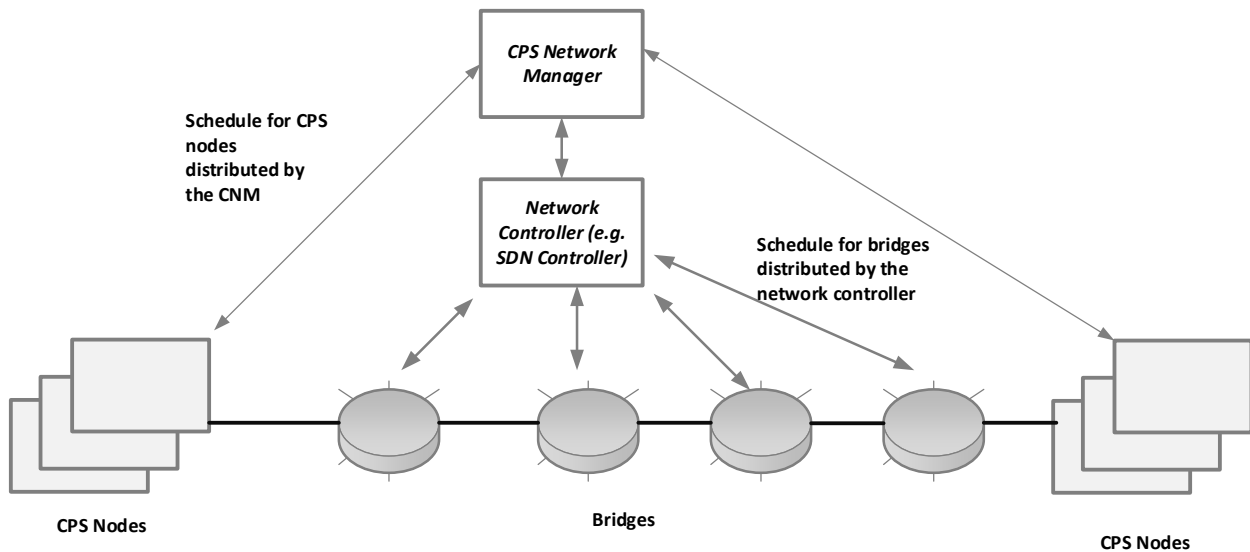 CPS Network
Manager
Schedule for CPS
nodes
distributed by
the CNM
Network
Controller (e.g.
SDN Controller)
Schedule for bridges
distributed by the
network controller
CPS Nodes
Bridges
CPS Nodes